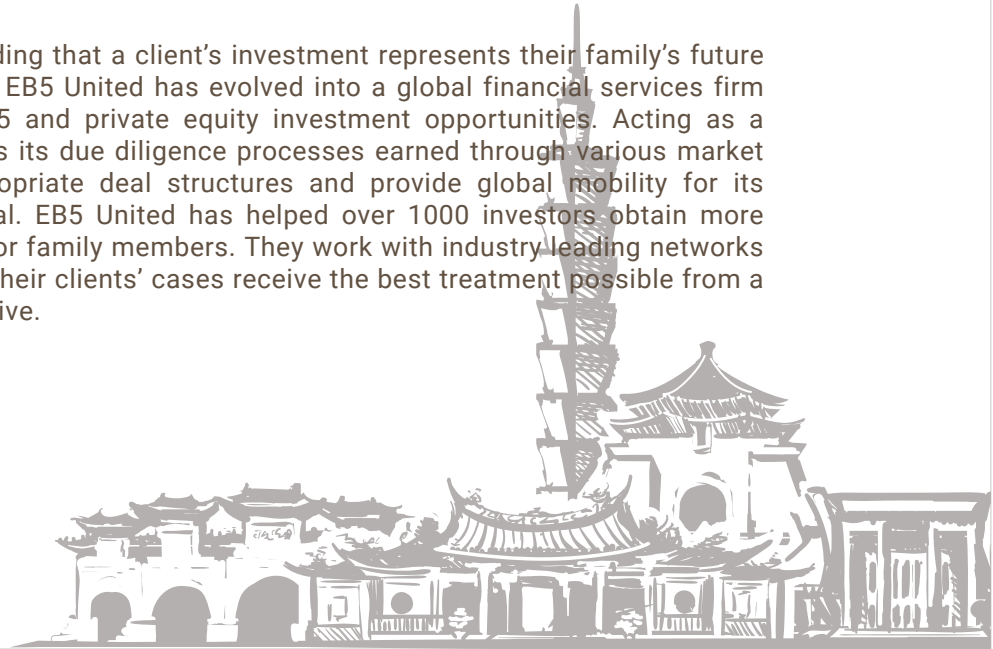 ding that a client’s investment represents their family’s future
EB5 United has evolved into a global financial services firm
5 and private equity investment opportunities. Acting as a
s its due diligence processes earned through various market
opriate deal structures and provide global mobility for its
al. EB5 United has helped over 1000 investors obtain more
or family members. They work with industry leading networks
heir clients’ cases receive the best treatment possible from a
ive.